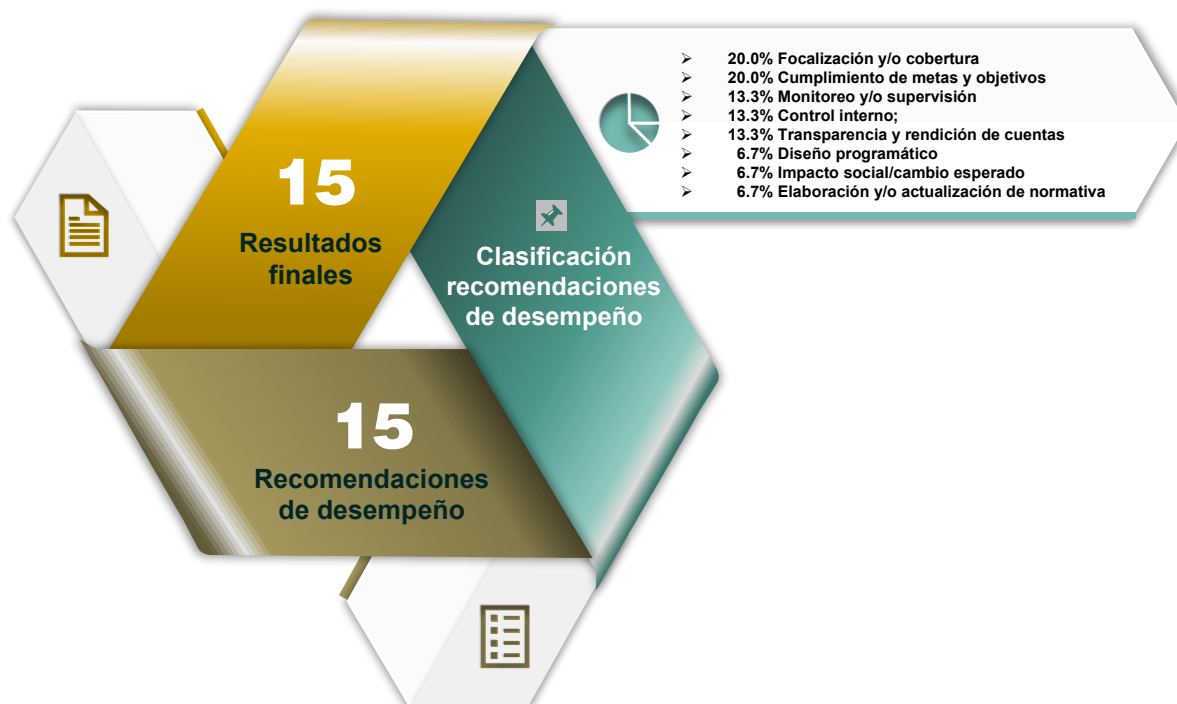 15
Resultados
finales
15
Recomendaciones
de desempeño
Clasificación
recomendaciones
de desempeño
➢ 20.0% Focalización y/o cobertura
➢ 20.0% Cumplimiento de metas y objetivos
➢ 13.3% Monitoreo y/o supervisión
➢ 13.3% Control interno;
➢ 13.3% Transparencia y rendición de cuentas
➢ 6.7% Diseño programático
➢ 6.7% Impacto social/cambio esperado
➢ 6.7% Elaboración y/o actualización de normativa